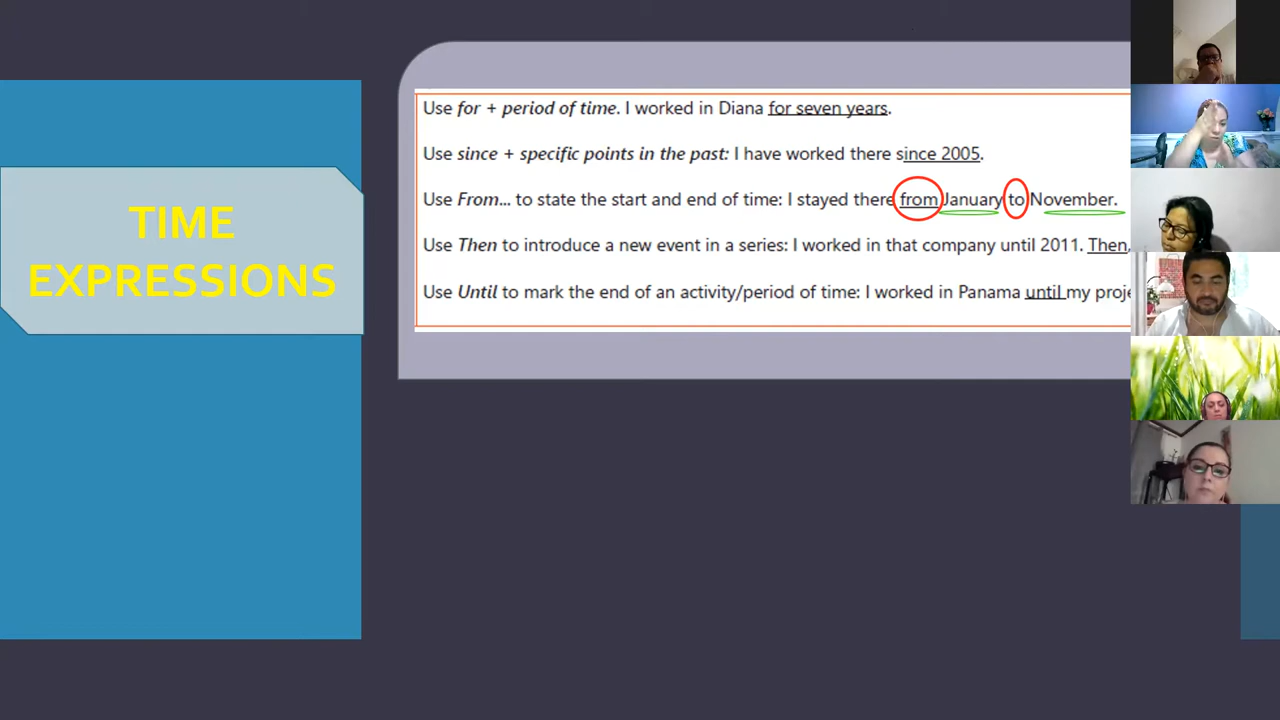 TIME
EXPRESSIONS
Use for + period of time. I worked in Diana for seven years.
Use since + specific points in the past: I have worked there since 2005.
Use From... to state the start and end of time: I stayed there from January to November.
Use Then to introduce a new event in a series: I worked in that company until 2011. Then,
Use Until to mark the end of an activity/period of time: I worked in Panama until my